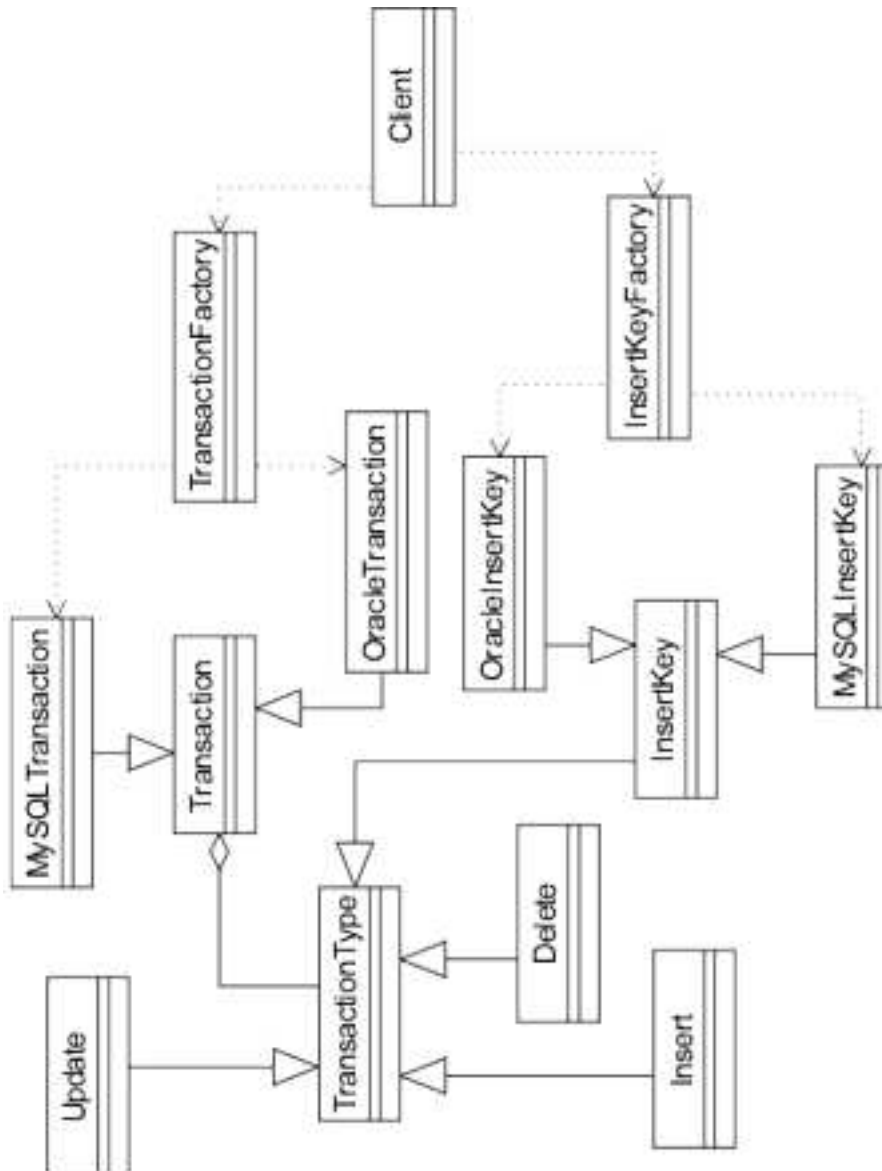 Update
MySQLTransaction
Transaction
TransactionFactory
TransactionType
OracleTransaction
Client
Delete
OracleInsertKey
Insert
InsertKey
InsertKeyFactory
MySQLInsertKey